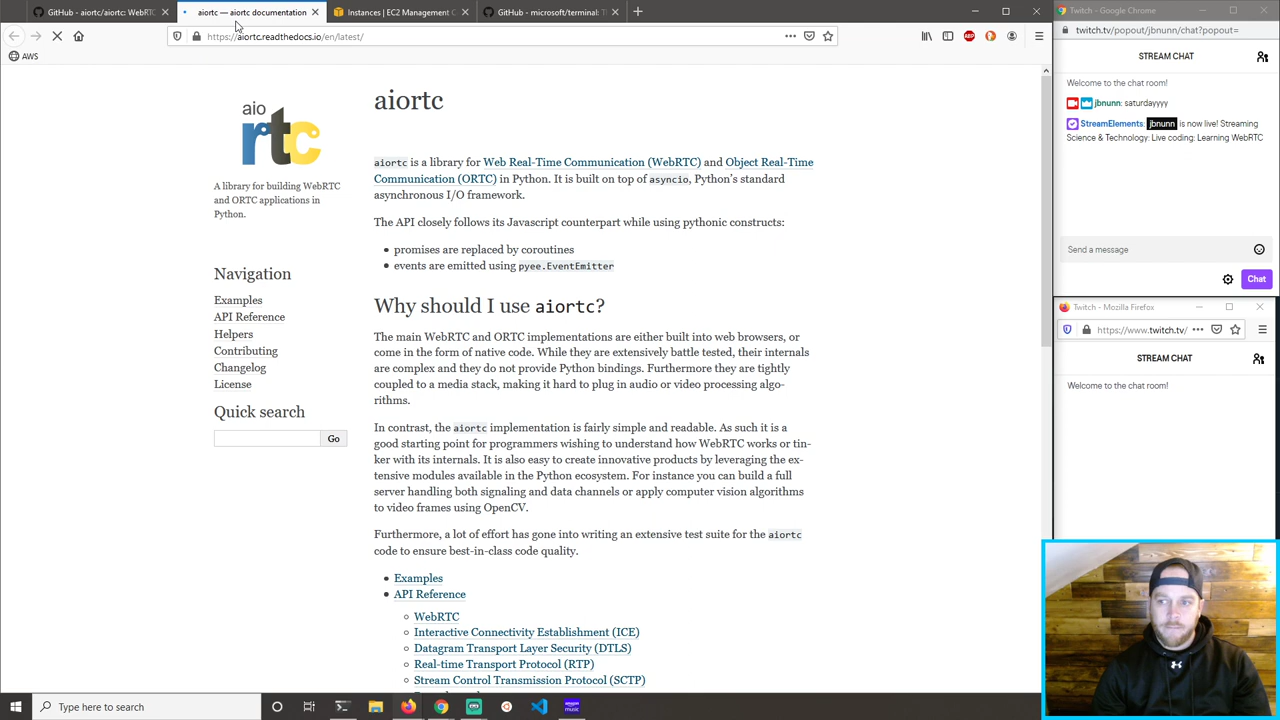 GitHub - aiortc/aiortc: WebRTC
aiortc — aiortc documentation
Instances | EC2 Management C
GitHub - microsoft/terminal: T
https://aiortc.readthedocs.io/en/latest/
AWS
aio
rtc
A library for building WebRTC
and ORTC applications in
Python.
Navigation
Examples
API Reference
Helpers
Contributing
Changelog
License
Quick search
Go
aiortc
aiortc is a library for Web Real-Time Communication (WebRTC) and Object Real-Time
Communication (ORTC) in Python. It is built on top of asyncio, Python's standard
asynchronous I/O framework.
The API closely follows its Javascript counterpart while using pythonic constructs:
promises are replaced by coroutines
events are emitted using pyee.EventEmitter
Why should I use aiortc?
The main WebRTC and ORTC implementations are either built into web browsers, or
come in the form of native code. While they are extensively battle tested, their internals
are complex and they do not provide Python bindings. Furthermore they are tightly
coupled to a media stack, making it hard to plug in audio or video processing algo-
rithms.
In contrast, the aiortc implementation is fairly simple and readable. As such it is a
good starting point for programmers wishing to understand how WebRTC works or tin-
ker with its internals. It is also easy to create innovative products by leveraging the ex-
tensive modules available in the Python ecosystem. For instance you can build a full
server handling both signaling and data channels or apply computer vision algorithms
to video frames using OpenCV.
Furthermore, a lot of effort has gone into writing an extensive test suite for the aiortc
code to ensure best-in-class code quality.
Examples
API Reference
WebRTC
Interactive Connectivity Establishment (ICE)
Datagram Transport Layer Security (DTLS)
Real-time Transport Protocol (RTP)
Stream Control Transmission Protocol (SCTP)
Twitch - Google Chrome
twitch.tv/popout/jbnunn/chat?popout=
STREAM CHAT
Welcome to the chat room!
jbnunn: saturdayyyy
StreamElements: jbnunn is now live! Streaming
Science & Technology: Live coding: Learning WebRTC
Send a message
Chat
Twitch - Mozilla Firefox
https://www.twitch.tv/
STREAM CHAT
Welcome to the chat room!
Type here to search